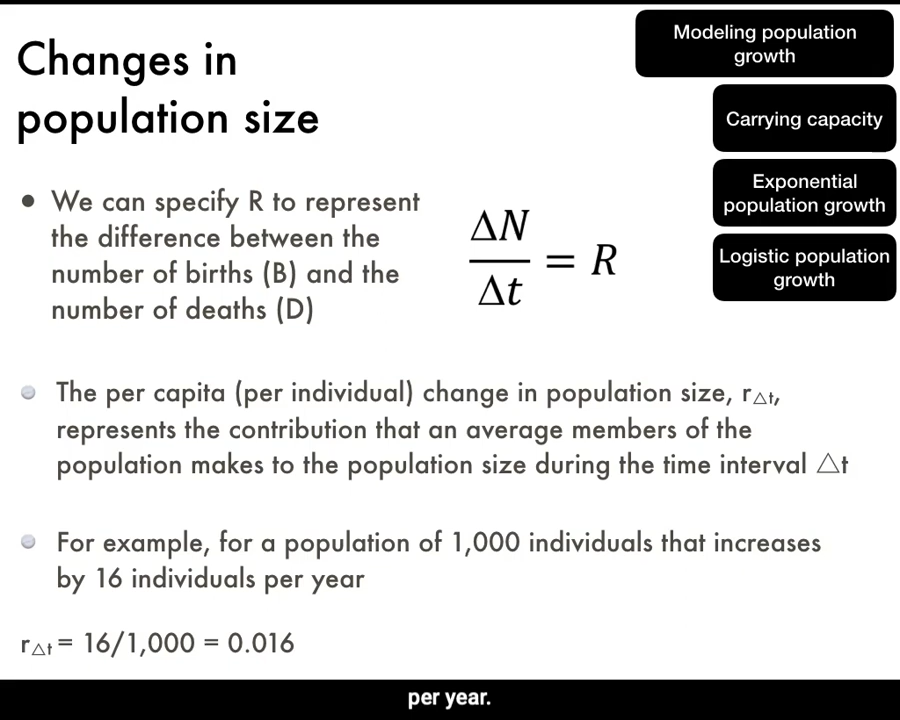 Changes in
population size
Modeling population
growth
Carrying capacity
Exponential
population growth
Logistic population
growth
• We can specify R to represent
the difference between the
number of births (B) and the
number of deaths (D)
ΔN
Δt
= R
The per capita (per individual) change in population size, r△t,
represents the contribution that an average members of the
population makes to the population size during the time interval △t
For example, for a population of 1,000 individuals that increases
by 16 individuals per year
r△t = 16/1,000 = 0.016
per year.